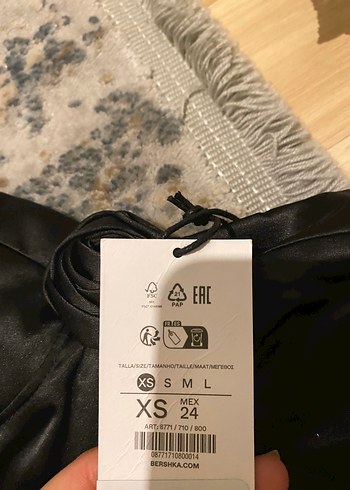 FSC
EAC
21
PAP
TALLA/SIZE/TAMANHO/TAILLE/MAAT/ΜΕΓΕΘΟΣ
XS S M L
XS MEX 24
ART: 8771 / 710 / 800
08771710800014
BERSHKA.COM